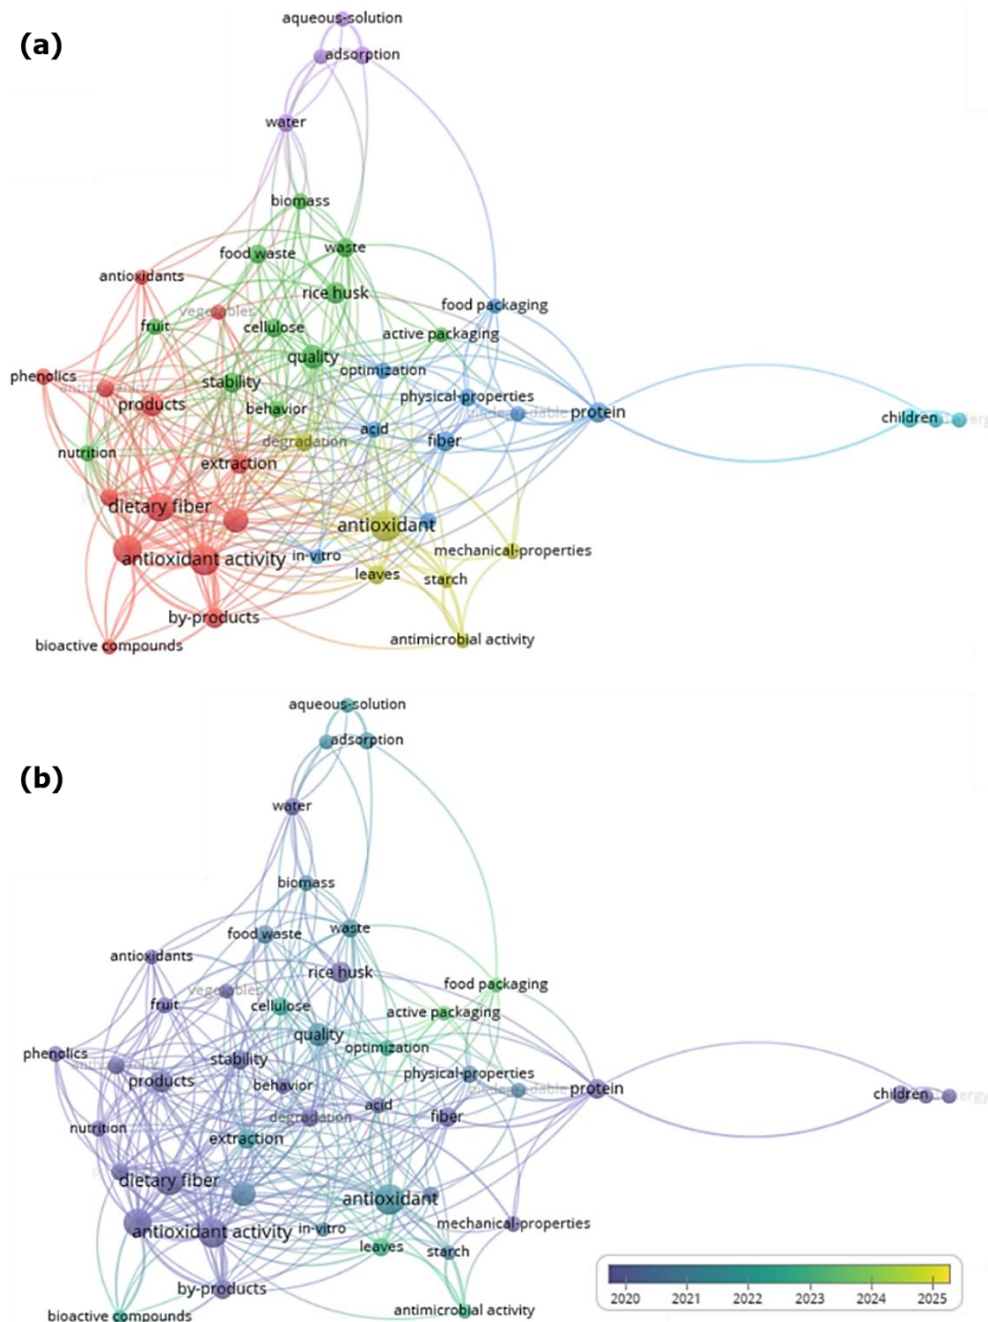 (a)
aqueous-solution
adsorption
water
biomass
food waste
waste
antioxidants
rice husk
vegetables
food packaging
fruit
cellulose
active packaging
quality
optimization
phenolics
stability
products
behavior
physical-properties
protein
children
acid
fiber
degradation
nutrition
extraction
dietary fiber
antioxidant
antioxidant activity
in-vitro
mechanical-properties
leaves
starch
by-products
antimicrobial activity
bioactive compounds
(b)
aqueous-solution
adsorption
water
biomass
food waste
waste
antioxidants
rice husk
vegetables
food packaging
fruit
cellulose
active packaging
quality
optimization
phenolics
stability
products
behavior
physical-properties
protein
children
acid
fiber
degradation
nutrition
extraction
dietary fiber
antioxidant
antioxidant activity
in-vitro
mechanical-properties
leaves
starch
by-products
antimicrobial activity
bioactive compounds
2020 2021 2022 2023 2024 2025